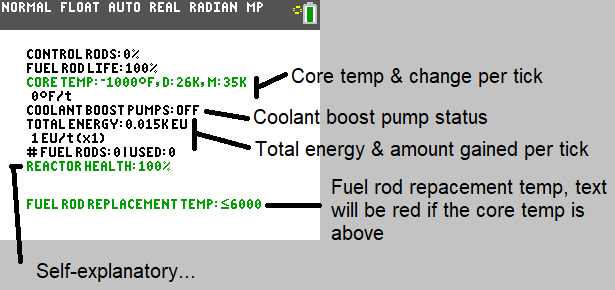 NORMAL FLOAT AUTO REAL RADIAN MP
CONTROL RODS: 0%
FUEL ROD LIFE: 100%
CORE TEMP: -1000°F, D: 26K, M: 35K
0°F/t
COOLANT BOOST PUMPS: OFF
TOTAL ENERGY: 0.015K EU
1 EU/t(x1)
# FUEL RODS: 0|USED: 0
REACTOR HEALTH: 100%
FUEL ROD REPLACEMENT TEMP: ≤6000
Core temp & change per tick
Coolant boost pump status
Total energy & amount gained per tick
Fuel rod repacement temp, text
will be red if the core temp is
above
Self-explanatory...